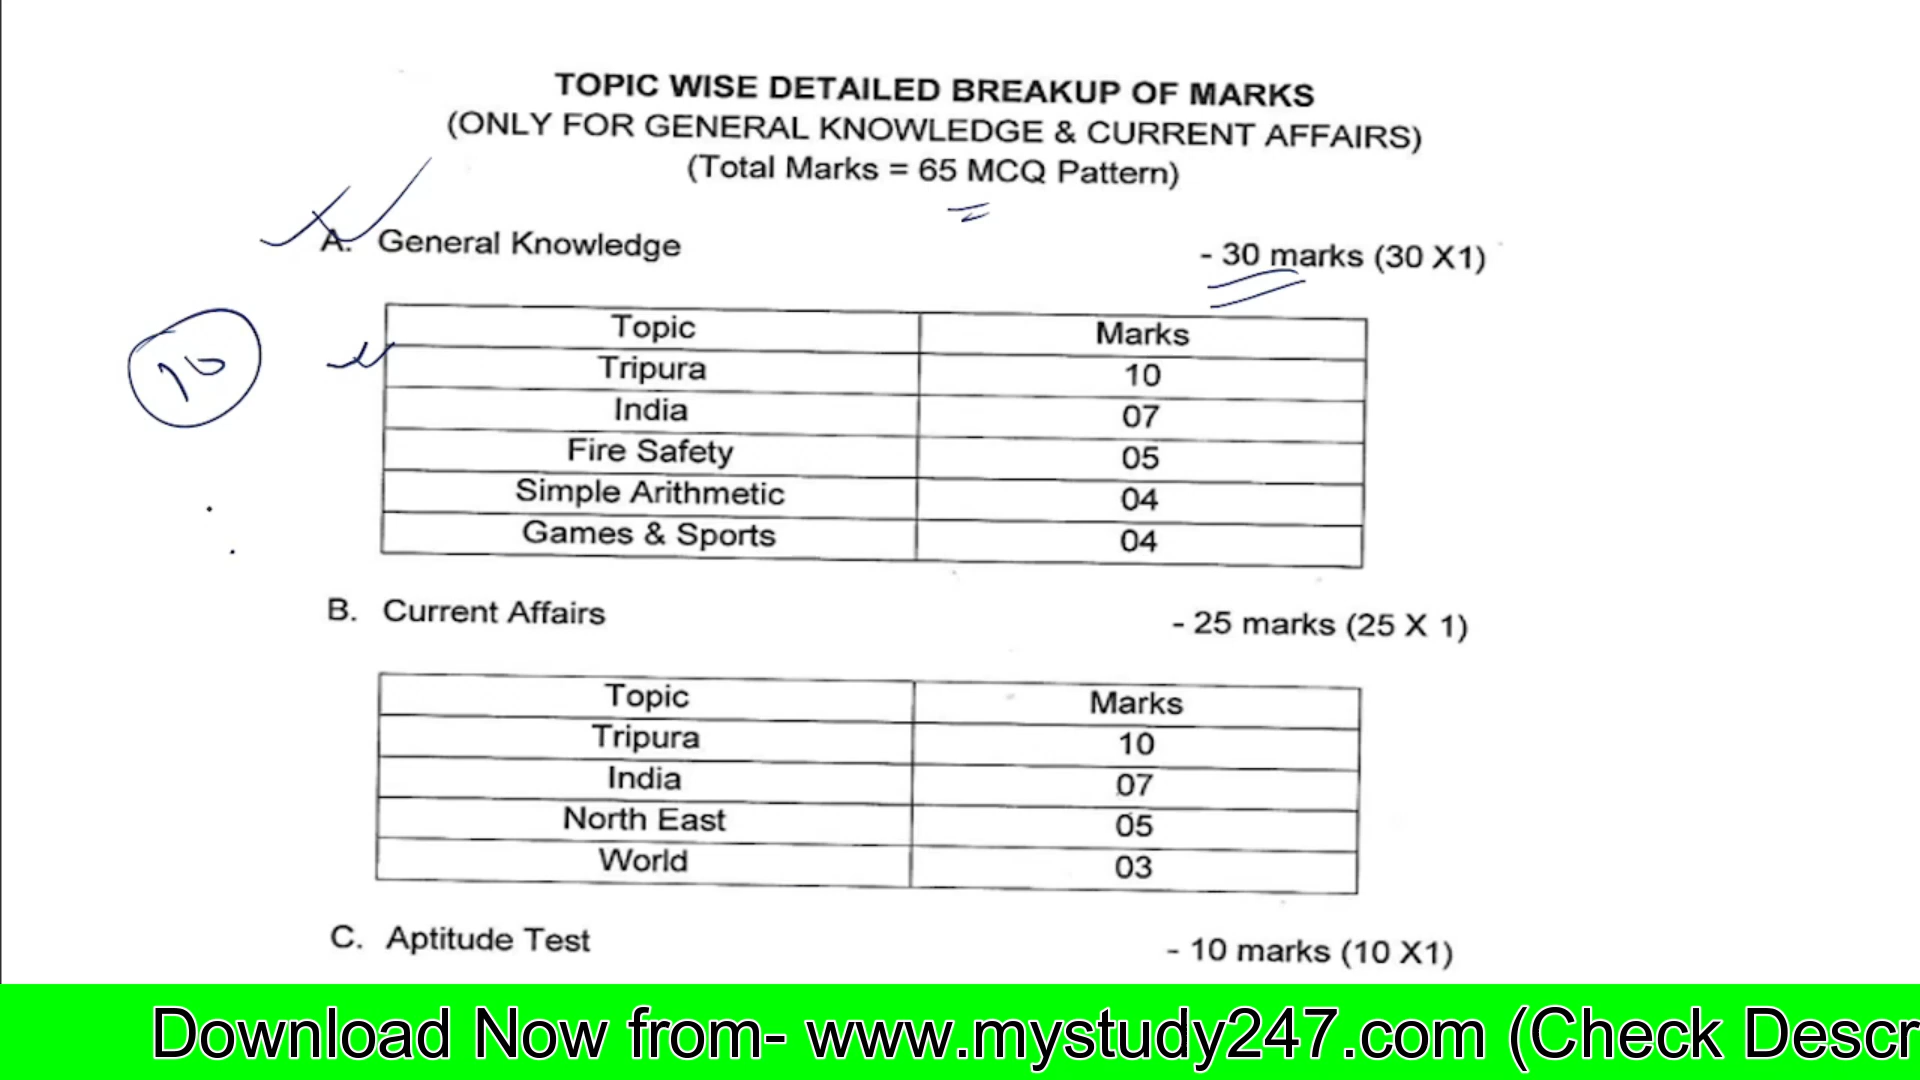 TOPIC WISE DETAILED BREAKUP OF MARKS
(ONLY FOR GENERAL KNOWLEDGE & CURRENT AFFAIRS)
(Total Marks = 65 MCQ Pattern)
A. General Knowledge - 30 marks (30 X1)
Topic Marks
10
Tripura 10
India 07
Fire Safety 05
Simple Arithmetic 04
Games & Sports 04
B. Current Affairs - 25 marks (25 X 1)
Topic Marks
Tripura 10
India 07
North East 05
World 03
C. Aptitude Test - 10 marks (10 X1)
Download Now from- www.mystudy247.com (Check Descr